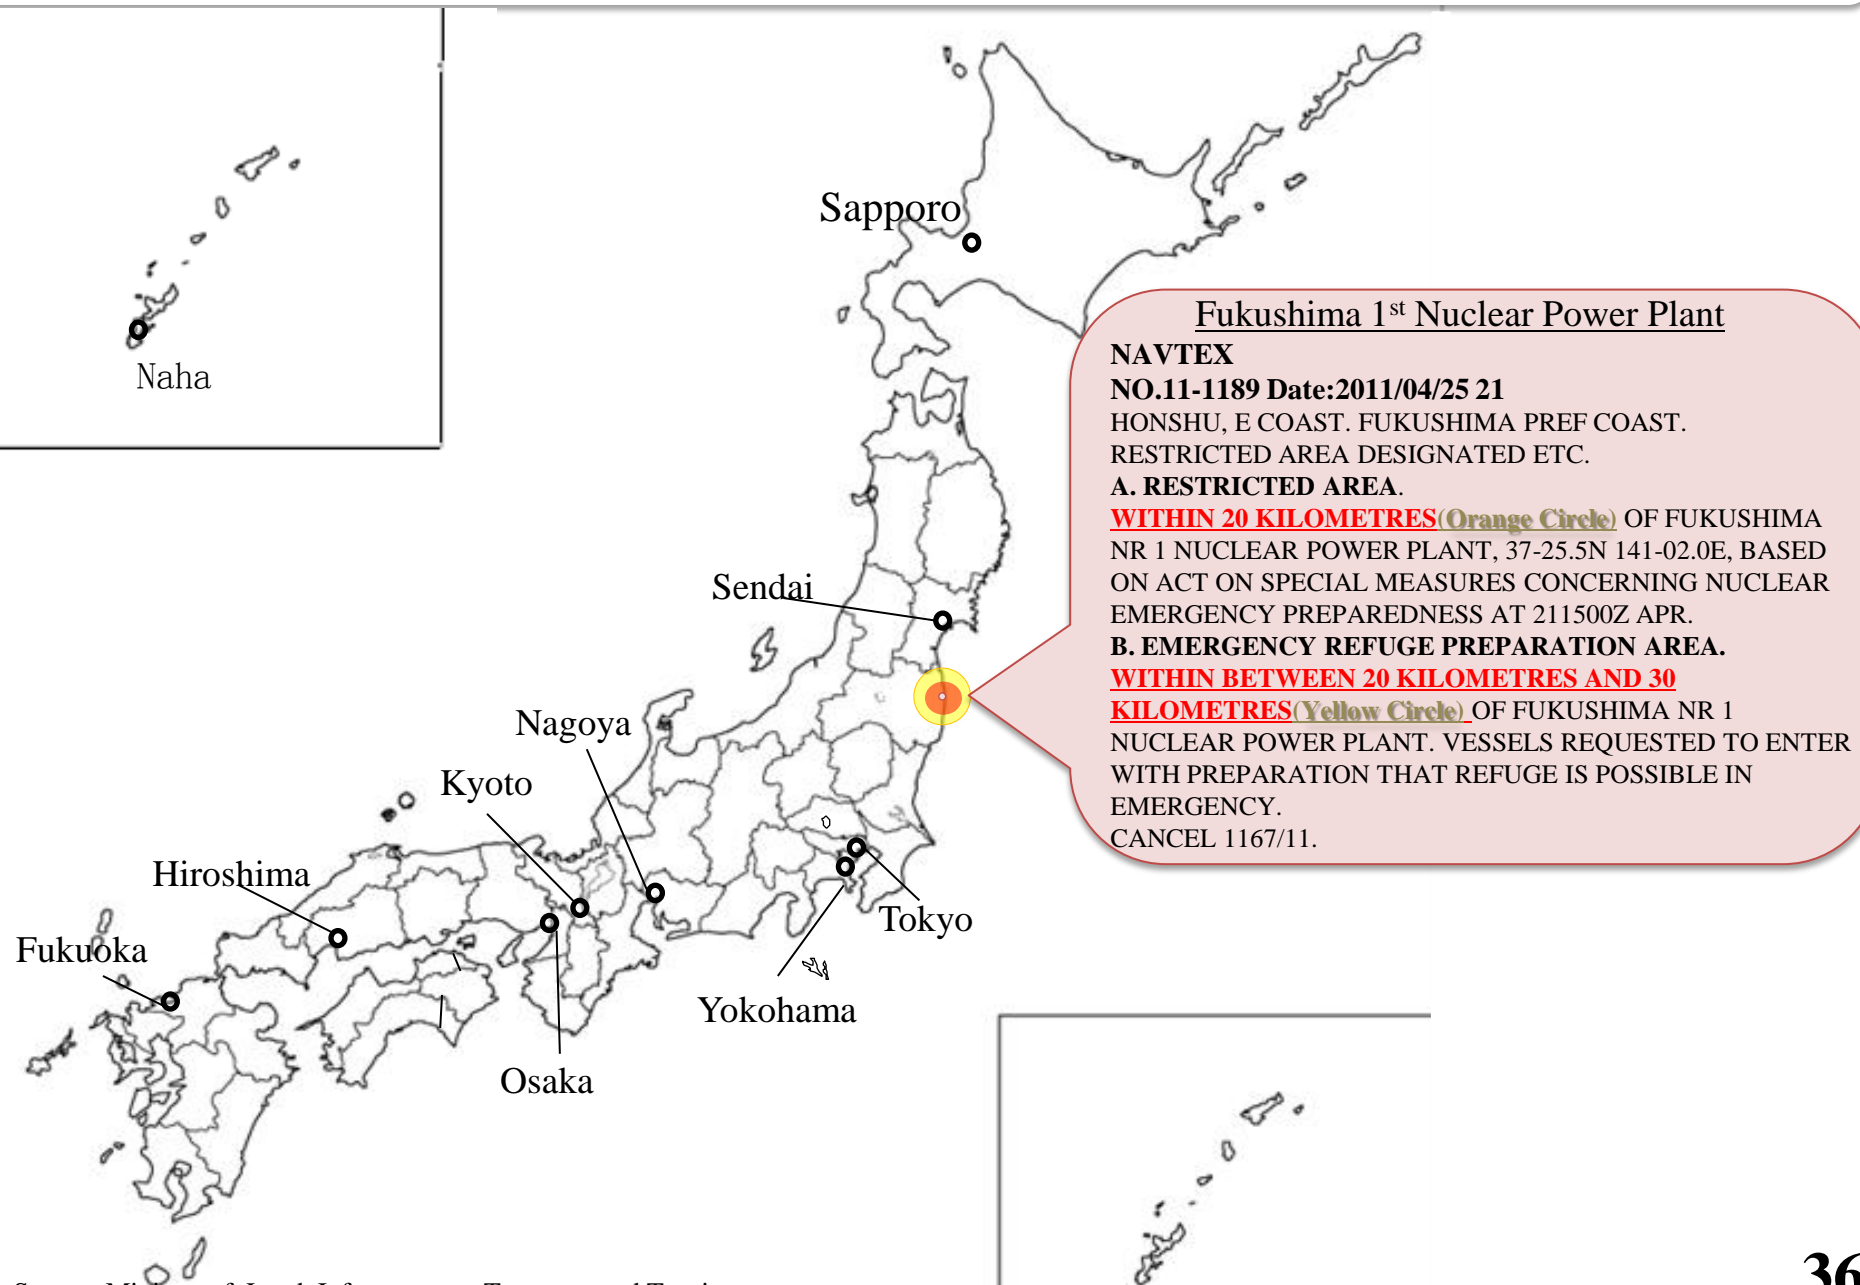 Sapporo
Naha
Fukushima 1st Nuclear Power Plant
NAVTEX
NO.11-1189 Date:2011/04/25 21
HONSHU, E COAST. FUKUSHIMA PREF COAST.
RESTRICTED AREA DESIGNATED ETC.
A. RESTRICTED AREA.
WITHIN 20 KILOMETRES(Orange Circle) OF FUKUSHIMA
NR 1 NUCLEAR POWER PLANT, 37-25.5N 141-02.0E, BASED
ON ACT ON SPECIAL MEASURES CONCERNING NUCLEAR
EMERGENCY PREPAREDNESS AT 211500Z APR.
B. EMERGENCY REFUGE PREPARATION AREA.
WITHIN BETWEEN 20 KILOMETRES AND 30
KILOMETRES(Yellow Circle) OF FUKUSHIMA NR 1
NUCLEAR POWER PLANT. VESSELS REQUESTED TO ENTER
WITH PREPARATION THAT REFUGE IS POSSIBLE IN
EMERGENCY.
CANCEL 1167/11.
Sendai
Nagoya
Kyoto
Hiroshima
Tokyo
Fukuoka
Yokohama
Osaka
36